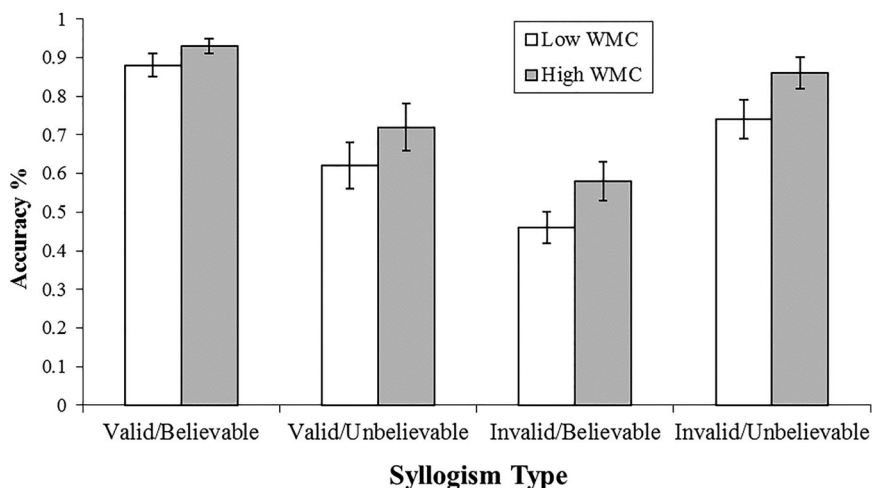 Accuracy %
1
0.9
0.8
0.7
0.6
0.5
0.4
0.3
0.2
0.1
0
Low WMC
High WMC
Valid/Believable
Valid/Unbelievable
Invalid/Believable
Invalid/Unbelievable
Syllogism Type